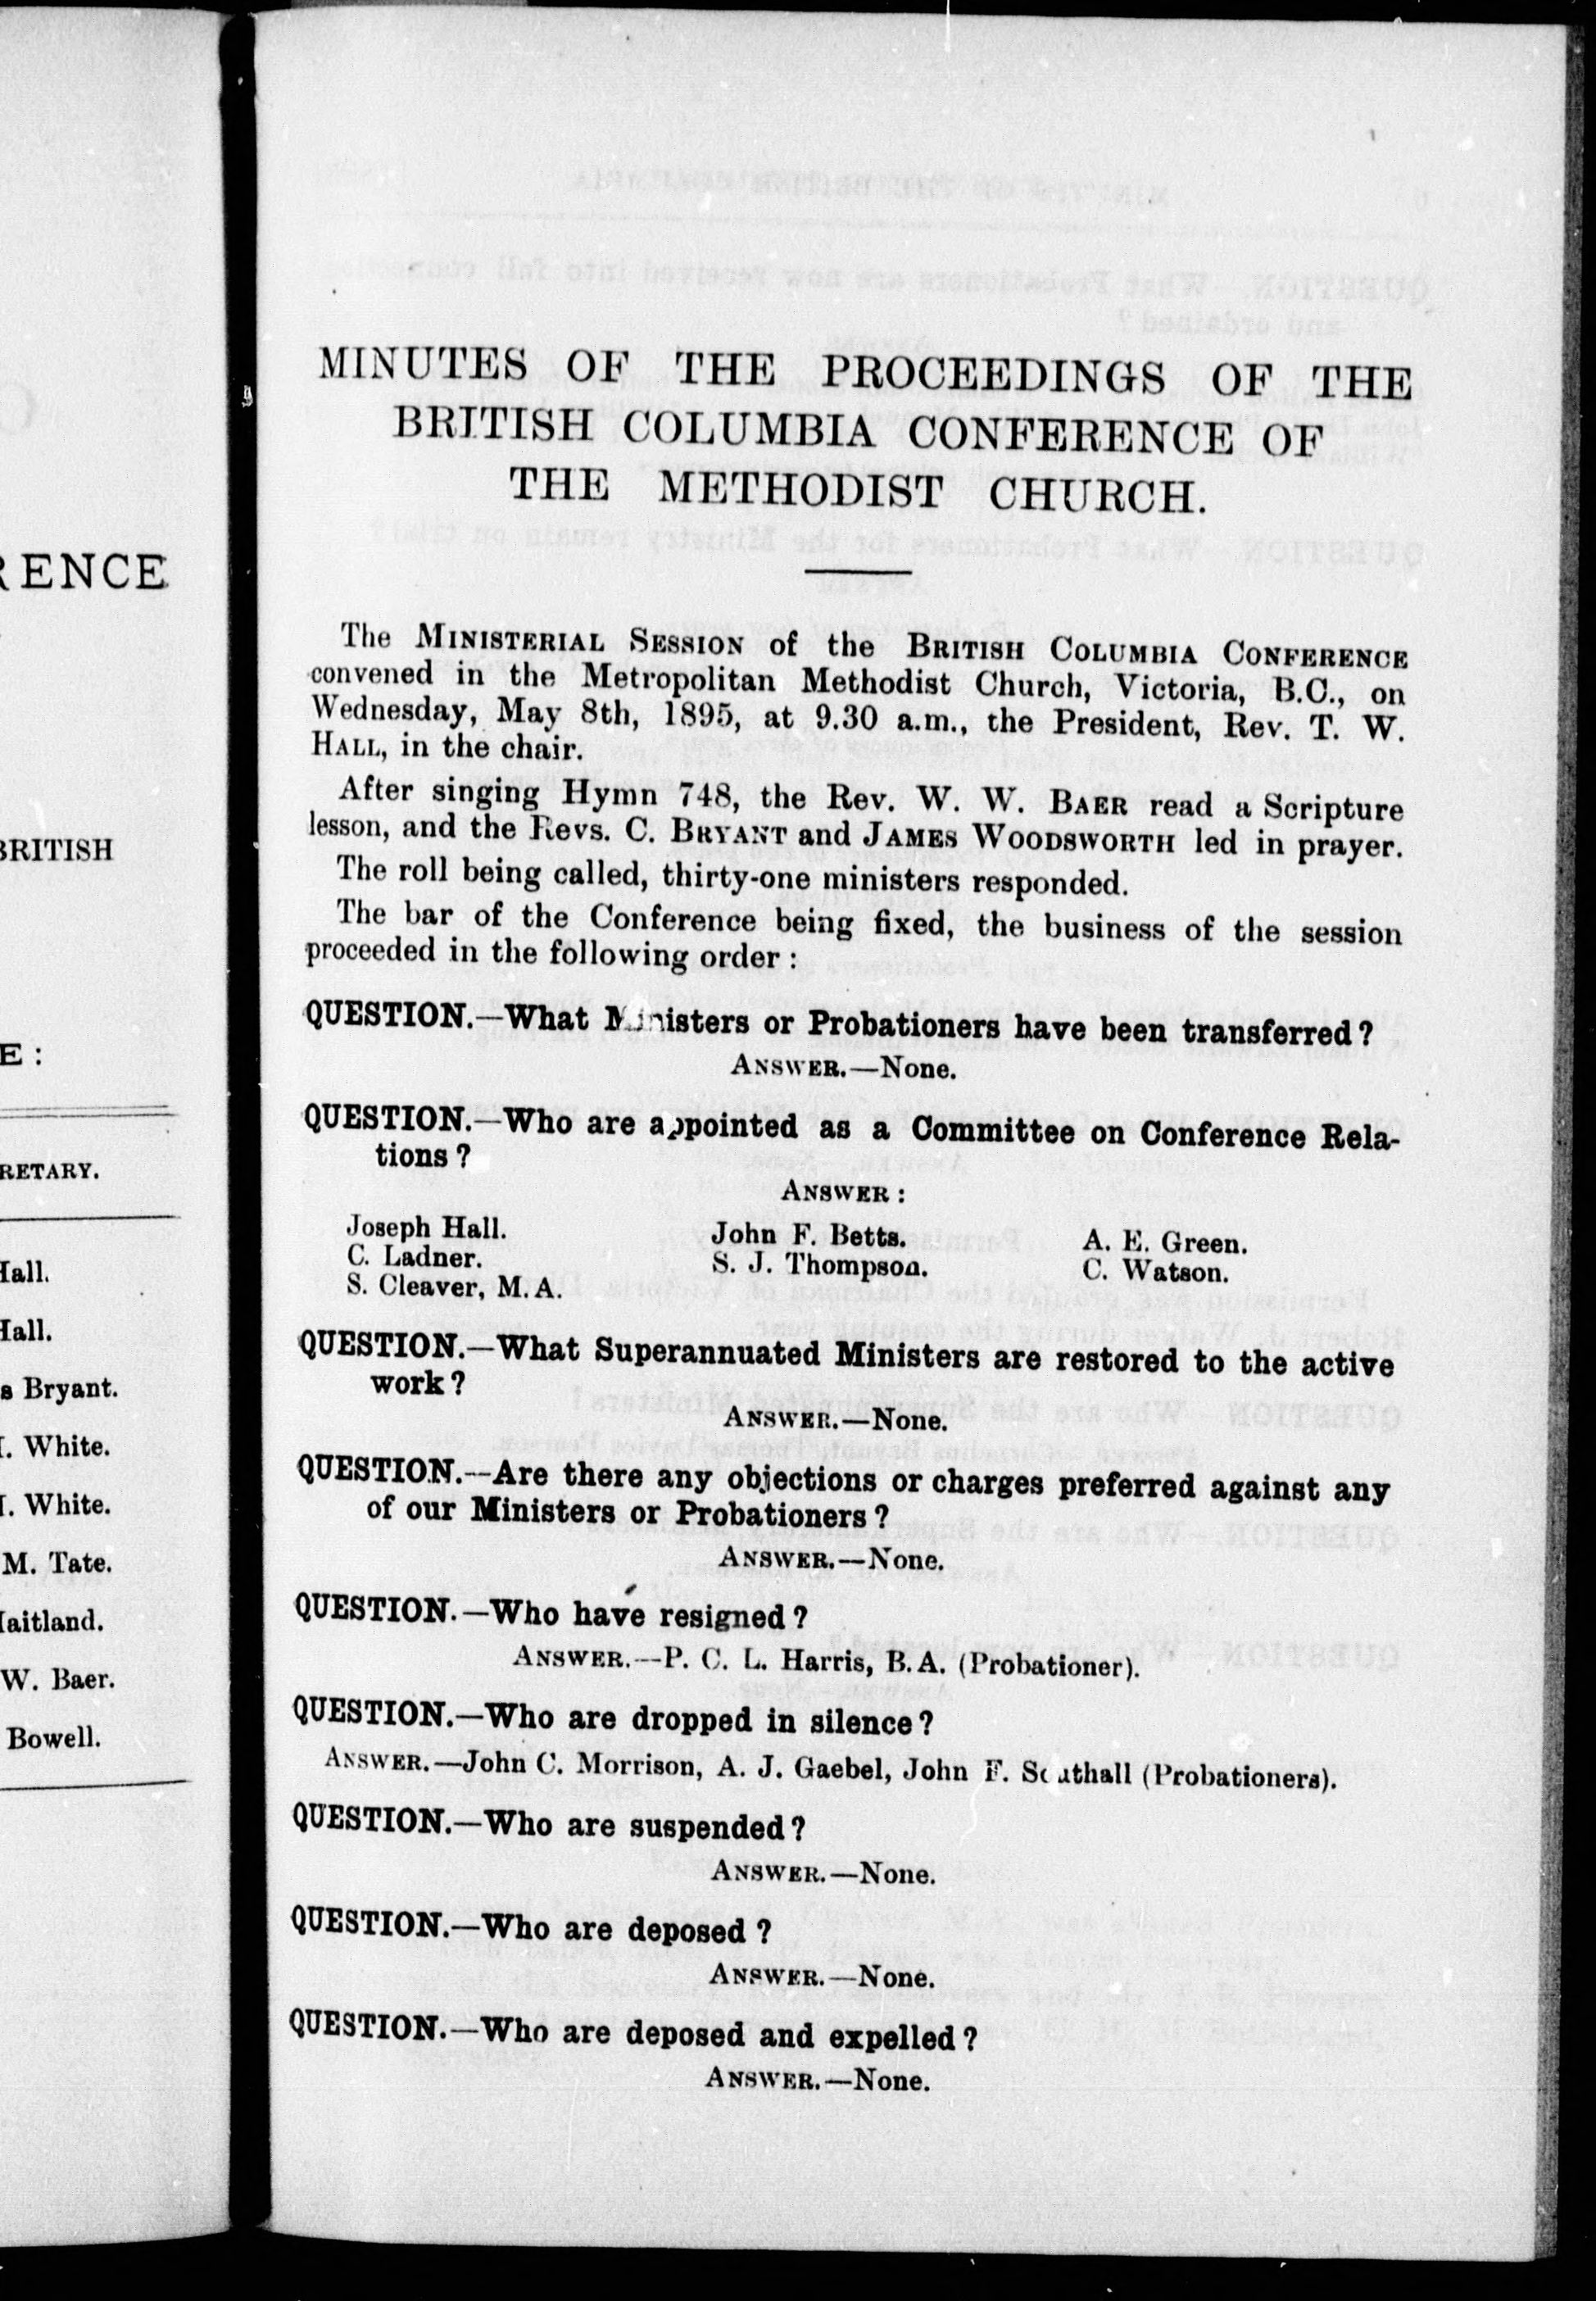 RENCE
BRITISH
E :
RETARY.
Hall.
Hall.
s Bryant.
. White.
. White.
M. Tate.
Maitland.
W. Baer.
Bowell.
MINUTES OF THE PROCEEDINGS OF THE
BRITISH COLUMBIA CONFERENCE OF
THE METHODIST CHURCH.
The MINISTERIAL SESSION of the BRITISH COLUMBIA CONFERENCE
convened in the Metropolitan Methodist Church, Victoria, B.C., on
Wednesday, May 8th, 1895, at 9.30 a.m., the President, Rev. T. W.
HALL, in the chair.
After singing Hymn 748, the Rev. W. W. BAER read a Scripture
lesson, and the Revs. C. BRYANT and JAMES WOODSWORTH led in prayer.
The roll being called, thirty-one ministers responded.
The bar of the Conference being fixed, the business of the session
proceeded in the following order :
QUESTION.—What Ministers or Probationers have been transferred ?
ANSWER.—None.
QUESTION.—Who are appointed as a Committee on Conference Rela-
tions ?
ANSWER :
Joseph Hall. John F. Betts. A. E. Green.
C. Ladner. S. J. Thompson. C. Watson.
S. Cleaver, M.A.
QUESTION.—What Superannuated Ministers are restored to the active
work ?
ANSWER.—None.
QUESTION.—Are there any objections or charges preferred against any
of our Ministers or Probationers ?
ANSWER.—None.
QUESTION.—Who have resigned ?
ANSWER.—P. C. L. Harris, B.A. (Probationer).
QUESTION.—Who are dropped in silence ?
ANSWER.—John C. Morrison, A. J. Gaebel, John F. Southall (Probationers).
QUESTION.—Who are suspended ?
ANSWER.—None.
QUESTION.—Who are deposed ?
ANSWER.—None.
QUESTION.—Who are deposed and expelled ?
ANSWER.—None.